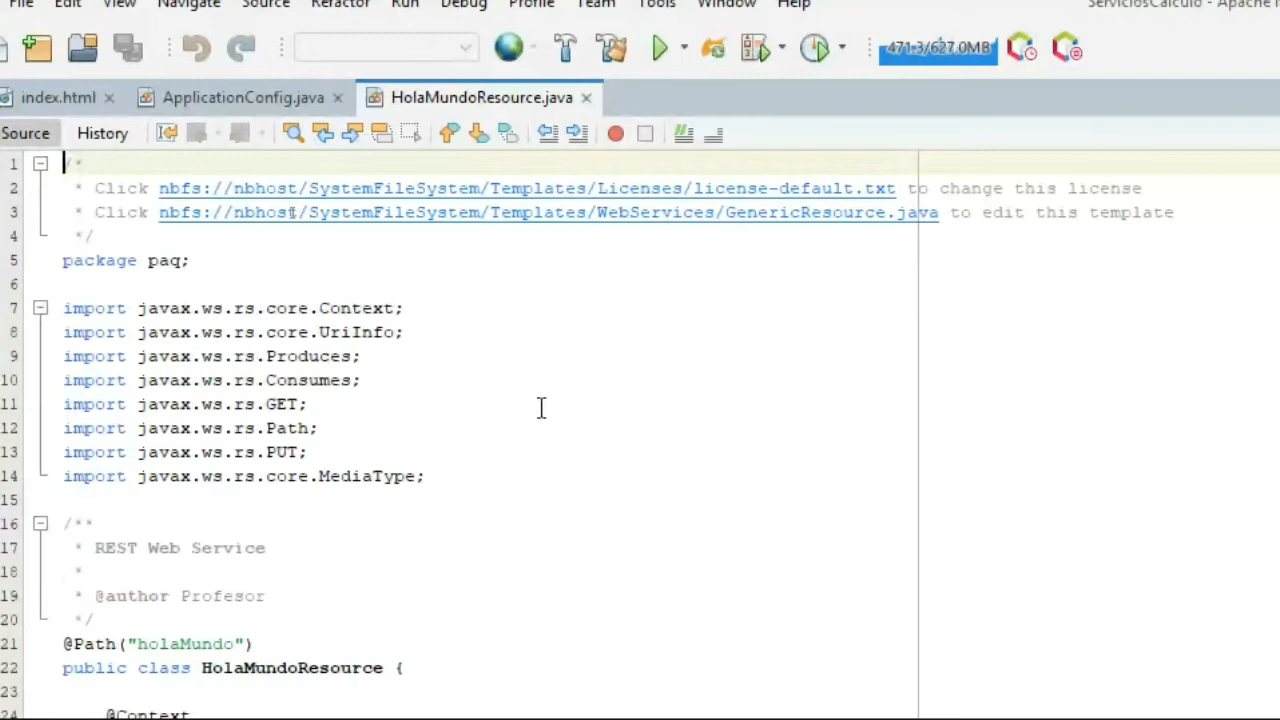 File Edit View Navigate Source Refactor Run Debug Profile Team Tools Window Help ServiciosCalculo - Apache
471.3/627.0MB
index.html ApplicationConfig.java HolaMundoResource.java
Source History
1 /*
2 * Click nbfs://nbhost/SystemFileSystem/Templates/Licenses/license-default.txt to change this license
3 * Click nbfs://nbhost/SystemFileSystem/Templates/WebServices/GenericResource.java to edit this template
4 */
5 package paq;
6
7 import javax.ws.rs.core.Context;
8 import javax.ws.rs.core.UriInfo;
9 import javax.ws.rs.Produces;
10 import javax.ws.rs.Consumes;
11 import javax.ws.rs.GET;
12 import javax.ws.rs.Path;
13 import javax.ws.rs.PUT;
14 import javax.ws.rs.core.MediaType;
15
16 /**
17 * REST Web Service
18 *
19 * @author Profesor
20 */
21 @Path("holaMundo")
22 public class HolaMundoResource {
23
24 @Context